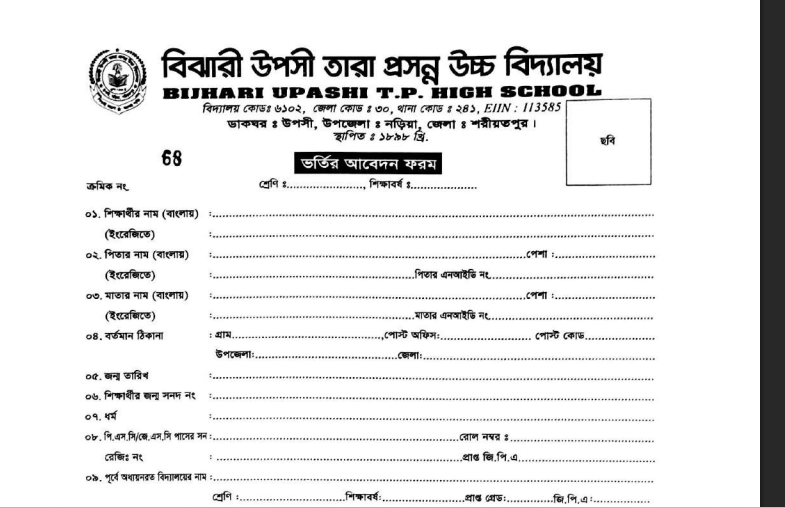 বিঝারী উপসী তারা প্রসন্ন উচ্চ বিদ্যালয়
BIJHARI UPASHI T.P. HIGH SCHOOL
বিদ্যালয় কোডঃ ৬১০২, জেলা কোড ঃ ৩০, থানা কোড ঃ ২৪১, EIIN : 113585
ডাকঘর ঃ উপসী, উপজেলা ঃ নড়িয়া, জেলা ঃ শরীয়তপুর।
স্থাপিত ঃ ১৮৯৮ খ্রি.
ছবি
68
ভর্তির আবেদন ফরম
ক্রমিক নং শ্রেণি ঃ......................., শিক্ষাবর্ষ ঃ....................
০১. শিক্ষার্থীর নাম (বাংলায়) :....................
(ইংরেজিতে) :....................
০২. পিতার নাম (বাংলায়) :....................পেশা :....................
(ইংরেজিতে) :....................পিতার এনআইডি নং....................
০৩. মাতার নাম (বাংলায়) :....................পেশা :....................
(ইংরেজিতে) :....................মাতার এনআইডি নং....................
০৪. বর্তমান ঠিকানা : গ্রাম....................,পোস্ট অফিস:.................... পোস্ট কোড....................
উপজেলা:....................জেলা:....................
০৫. জন্ম তারিখ :....................
০৬. শিক্ষার্থীর জন্ম সনদ নং :....................
০৭. ধর্ম :....................
০৮. পি.এস.সি/জে.এস.সি পাসের সন :....................রোল নম্বর ঃ....................
রেজিঃ নং :....................প্রাপ্ত জি.পি.এ....................
০৯. পূর্বে অধ্যয়নরত বিদ্যালয়ের নাম :....................
শ্রেণি :....................শিক্ষাবর্ষ:....................প্রাপ্ত গ্রেড:....................জি.পি.এ:....................